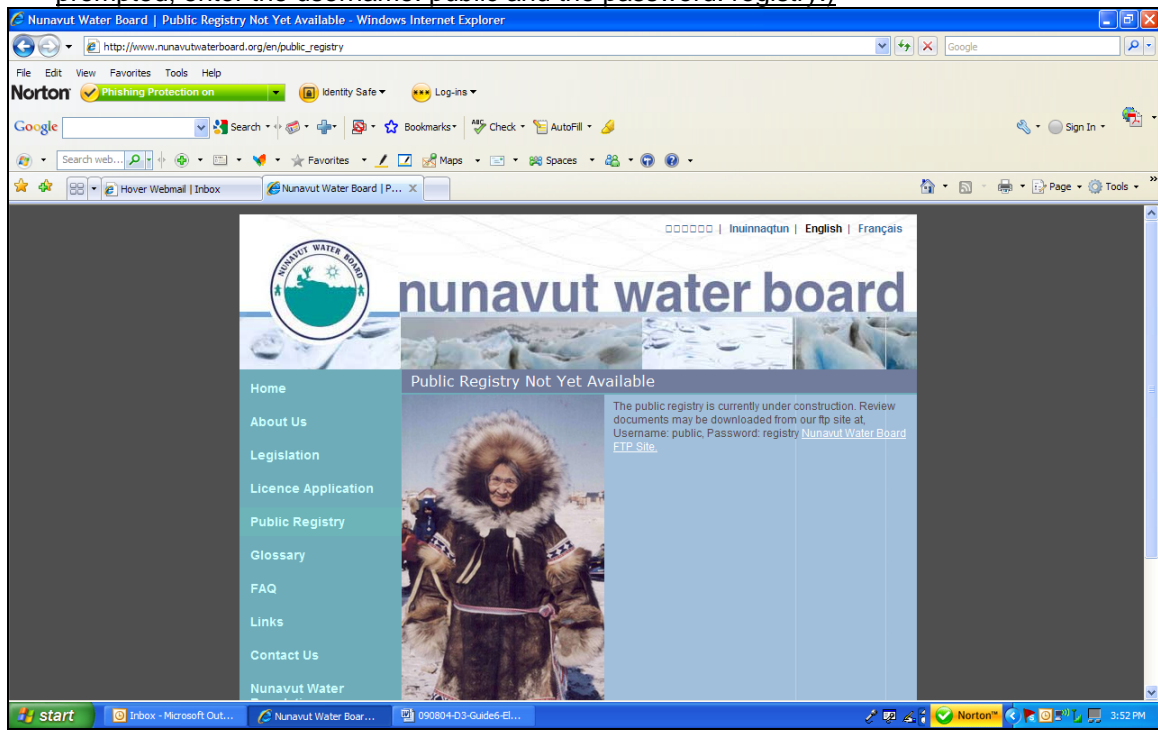 prompted, enter the username: public and the password: registry.)
Nunavut Water Board | Public Registry Not Yet Available - Windows Internet Explorer
http://www.nunavutwaterboard.org/en/public_registry
Google
File Edit View Favorites Tools Help
Norton Phishing Protection on Identity Safe Log-ins
Google Search Bookmarks ABC Check AutoFill Sign In
Search web... Favorites Maps Spaces
Hover Webmail | Inbox Nunavut Water Board | P... Page Tools
□□□□□□ | Inuinnaqtun | English | Français
NUNAVUT WATER BOARD
nunavut water board
Public Registry Not Yet Available
Home
About Us
Legislation
Licence Application
Public Registry
Glossary
FAQ
Links
Contact Us
Nunavut Water
The public registry is currently under construction. Review
documents may be downloaded from our ftp site at,
Username: public, Password: registry Nunavut Water Board
FTP Site.
start Inbox - Microsoft Out... Nunavut Water Boar... 090804-D3-Guide6-El... Norton™ 3:52 PM